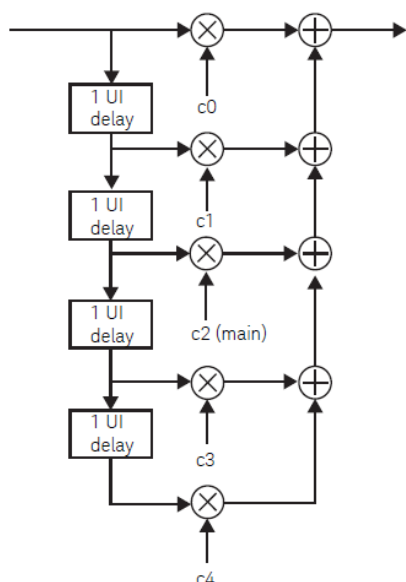 1 UI
delay
c0
1 UI
delay
c1
c2 (main)
1 UI
delay
c3
1 UI
delay
c4